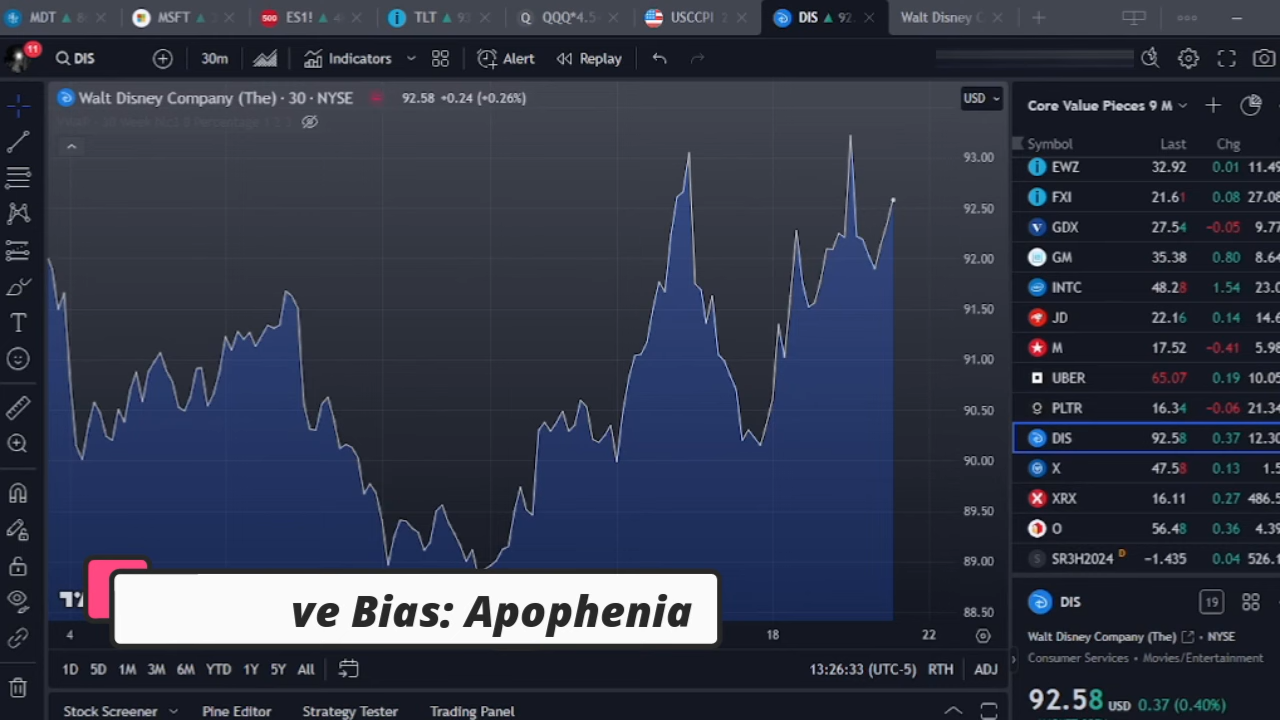 MDT MSFT ES1! TLT 93 QQQ*4.5 USCCPI DIS 92. Walt Disney C
11 DIS 30m Indicators Alert Replay
Walt Disney Company (The) · 30 · NYSE 92.58 +0.24 (+0.26%) USD
93.00
92.50
92.00
91.50
91.00
90.50
90.00
89.50
89.00
88.50
ve Bias: Apophenia
4 18 22
1D 5D 1M 3M 6M YTD 1Y 5Y All 13:26:33 (UTC-5) RTH ADJ
Stock Screener Pine Editor Strategy Tester Trading Panel
Core Value Pieces 9 M
Symbol Last Chg
EWZ 32.92 0.01 11.49
FXI 21.61 0.08 27.08
GDX 27.54 −0.05 9.77
GM 35.38 0.80 8.64
INTC 48.28 1.54 23.0
JD 22.16 0.14 14.6
M 17.52 −0.41 5.98
UBER 65.07 0.19 10.05
PLTR 16.34 −0.06 21.34
DIS 92.58 0.37 12.30
X 47.58 0.13 1.5
XRX 16.11 0.27 486.5
O 56.48 0.36 4.39
SR3H2024 D −1.435 0.04 526.1
DIS 19
Walt Disney Company (The) · NYSE
Consumer Services · Movies/Entertainment
92.58 USD 0.37 (0.40%)